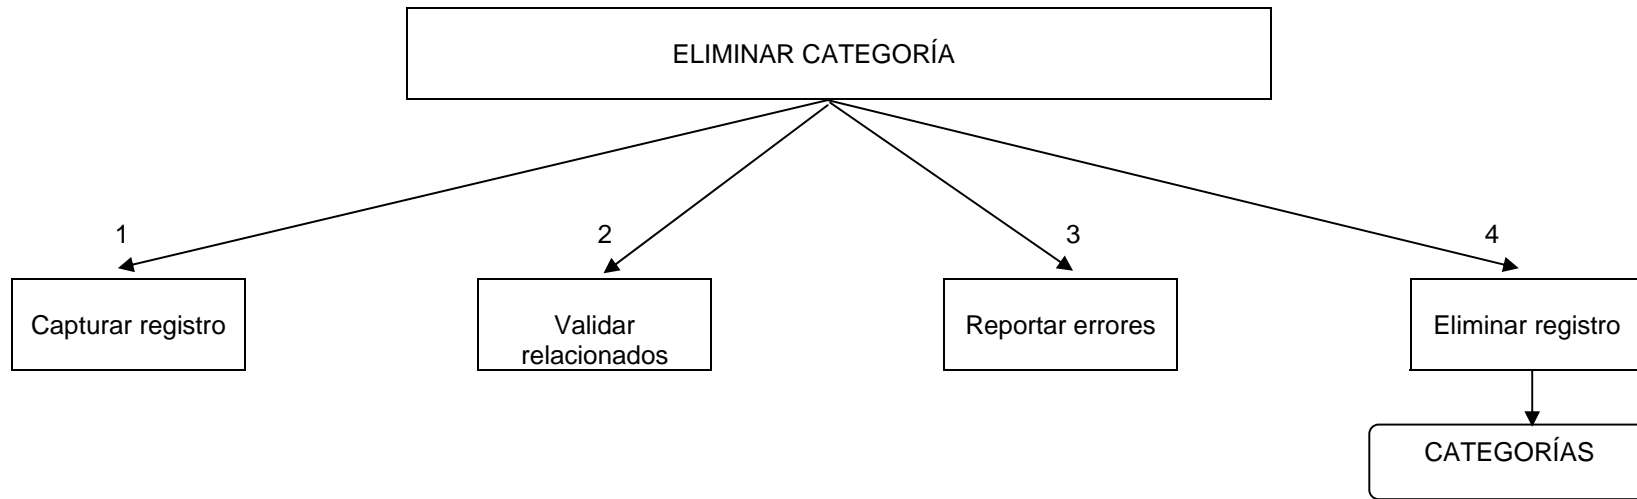 ELIMINAR CATEGORÍA
1
2
3
4
Capturar registro
Validar
relacionados
Reportar errores
Eliminar registro
CATEGORÍAS